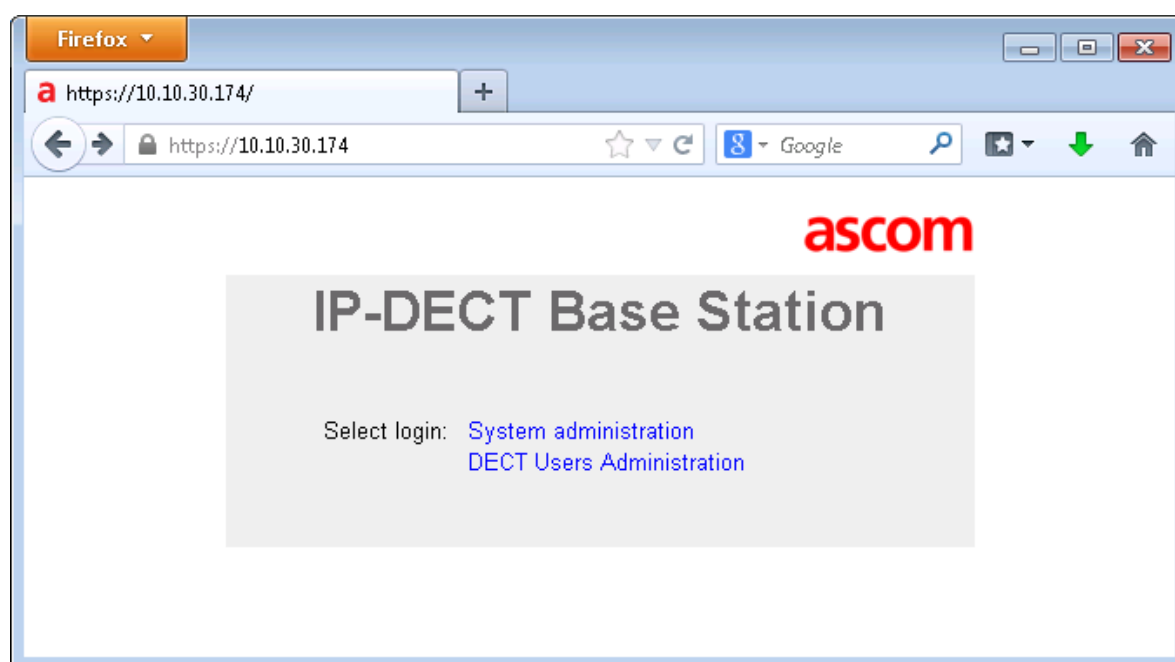 Firefox
a https://10.10.30.174/
https://10.10.30.174
8 Google
ascom
IP-DECT Base Station
Select login: System administration
DECT Users Administration